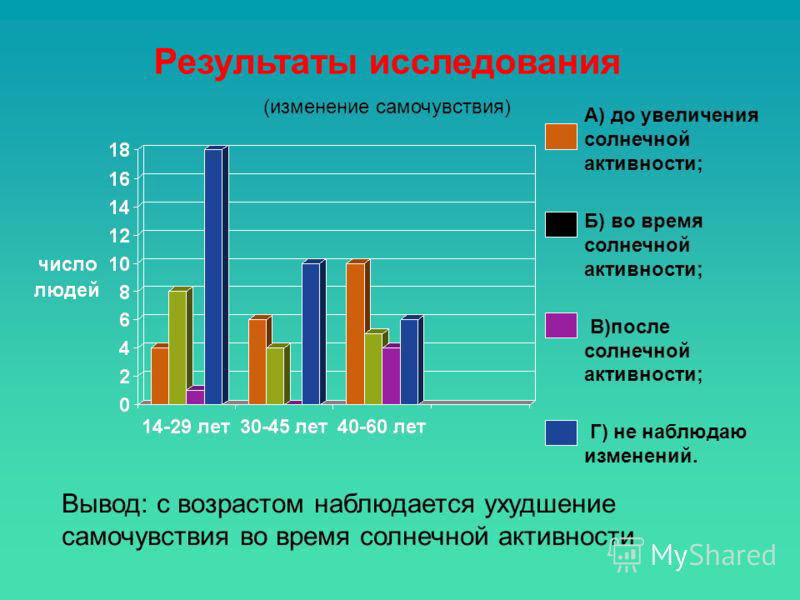 Результаты исследования
(изменение самочувствия)
18
16
14
12
10
8
6
4
2
0
число
людей
14-29 лет 30-45 лет 40-60 лет
А) до увеличения
солнечной
активности;
Б) во время
солнечной
активности;
В)после
солнечной
активности;
Г) не наблюдаю
изменений.
Вывод: с возрастом наблюдается ухудшение
самочувствия во время солнечной активности
MyShared